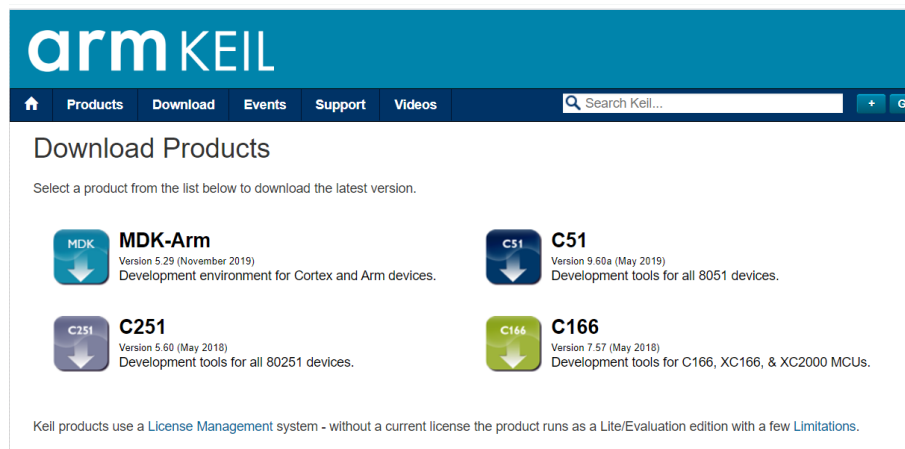 arm KEIL
Products Download Events Support Videos Search Keil... + G
Download Products
Select a product from the list below to download the latest version.
MDK
MDK-Arm
Version 5.29 (November 2019)
Development environment for Cortex and Arm devices.
C51
C51
Version 9.60a (May 2019)
Development tools for all 8051 devices.
C251
C251
Version 5.60 (May 2018)
Development tools for all 80251 devices.
C166
C166
Version 7.57 (May 2018)
Development tools for C166, XC166, & XC2000 MCUs.
Keil products use a License Management system - without a current license the product runs as a Lite/Evaluation edition with a few Limitations.